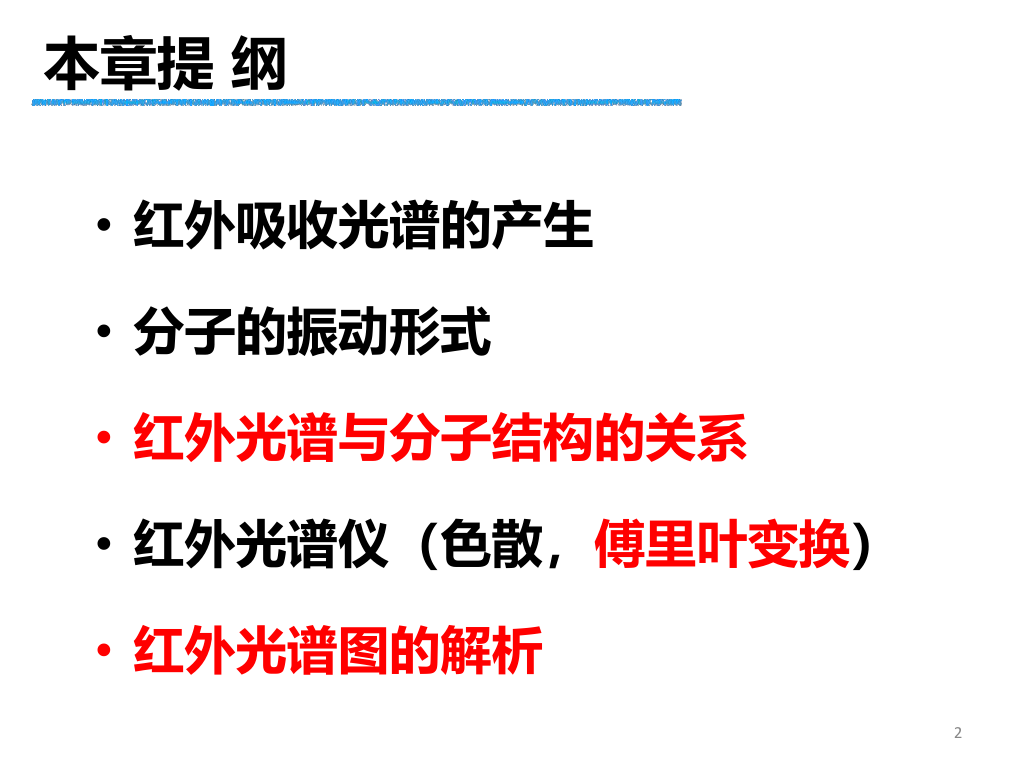 本章提 纲
• 红外吸收光谱的产生
• 分子的振动形式
• 红外光谱与分子结构的关系
• 红外光谱仪（色散，傅里叶变换）
• 红外光谱图的解析
2